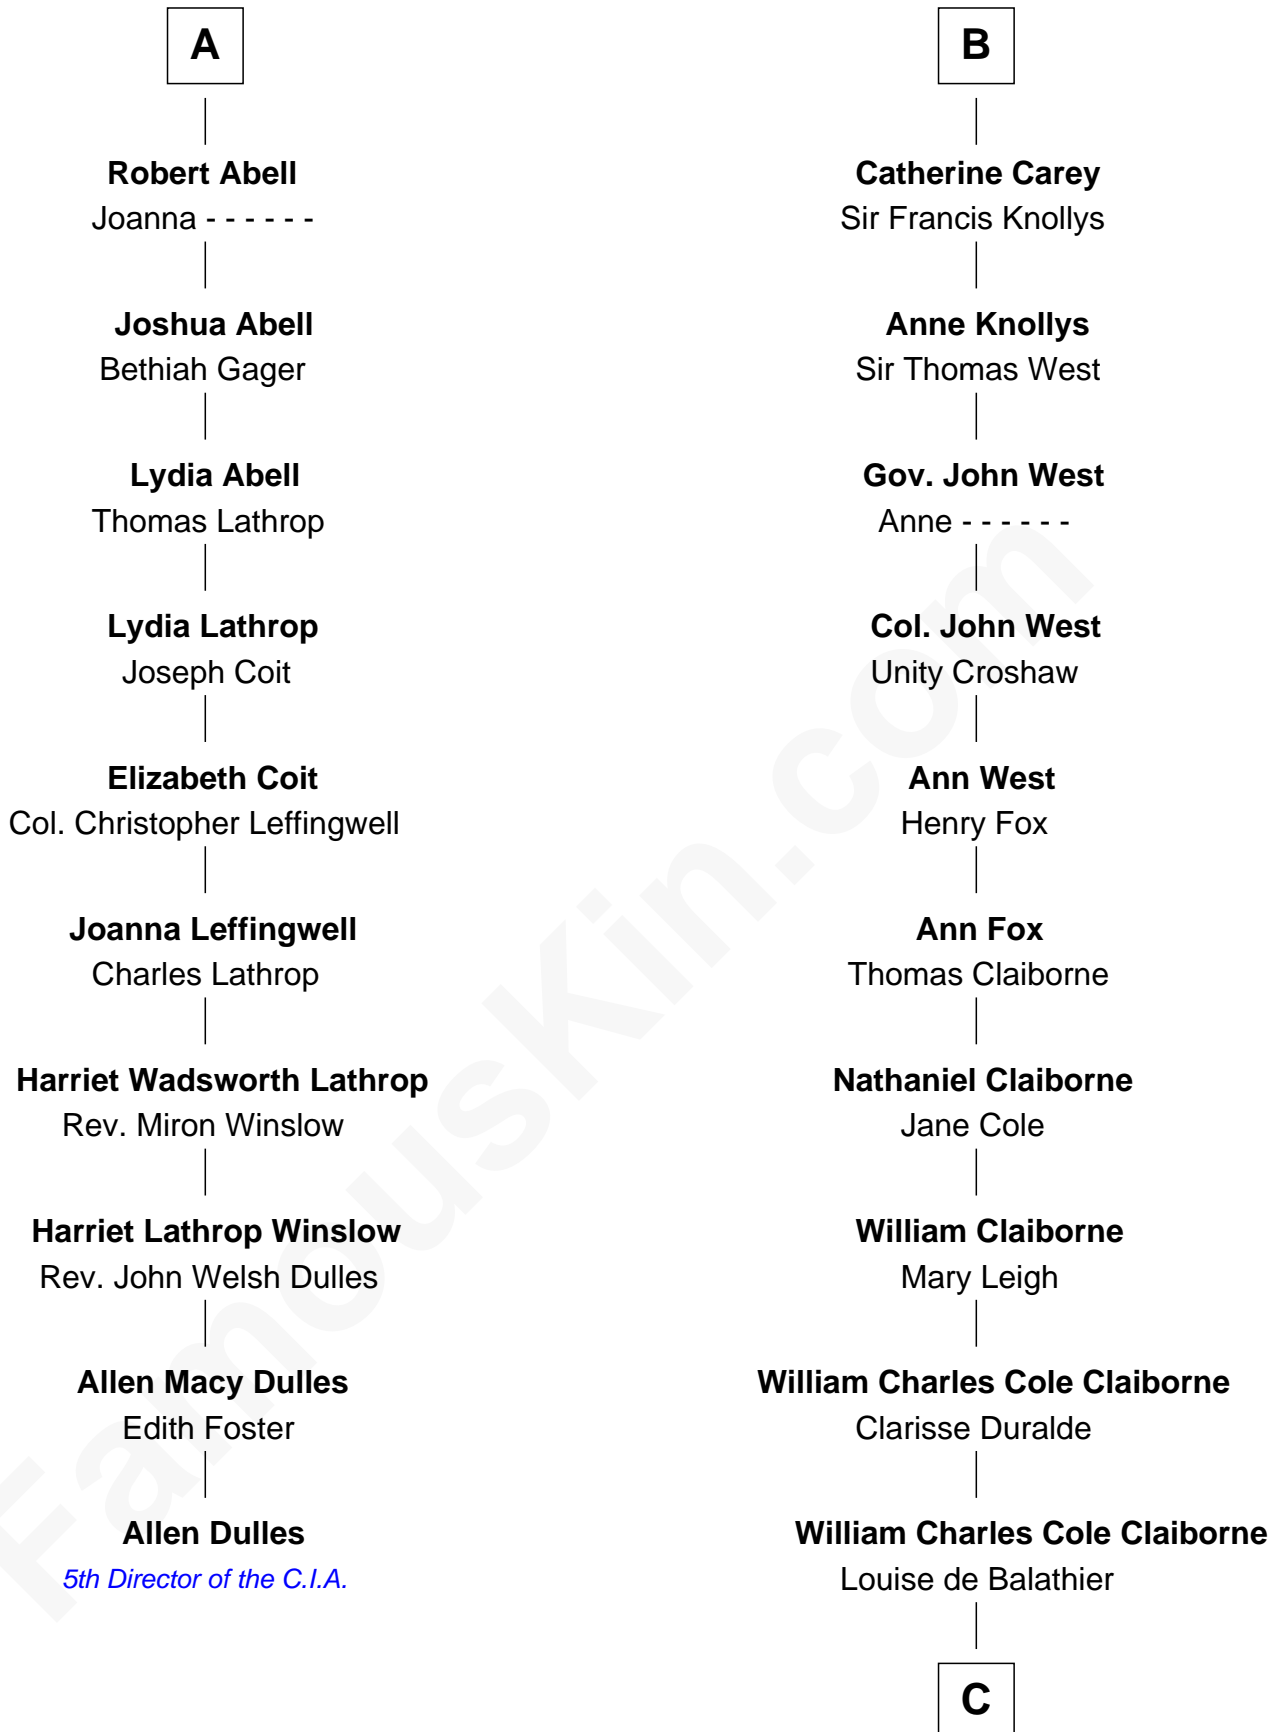 A
Robert Abell
Joanna - - - - - -
Joshua Abell
Bethiah Gager
Lydia Abell
Thomas Lathrop
Lydia Lathrop
Joseph Coit
Elizabeth Coit
Col. Christopher Leffingwell
Joanna Leffingwell
Charles Lathrop
Harriet Wadsworth Lathrop
Rev. Miron Winslow
Harriet Lathrop Winslow
Rev. John Welsh Dulles
Allen Macy Dulles
Edith Foster
Allen Dulles
5th Director of the C.I.A.
B
Catherine Carey
Sir Francis Knollys
Anne Knollys
Sir Thomas West
Gov. John West
Anne - - - - - -
Col. John West
Unity Croshaw
Ann West
Henry Fox
Ann Fox
Thomas Claiborne
Nathaniel Claiborne
Jane Cole
William Claiborne
Mary Leigh
William Charles Cole Claiborne
Clarisse Duralde
William Charles Cole Claiborne
Louise de Balathier
C
FamousKin.com